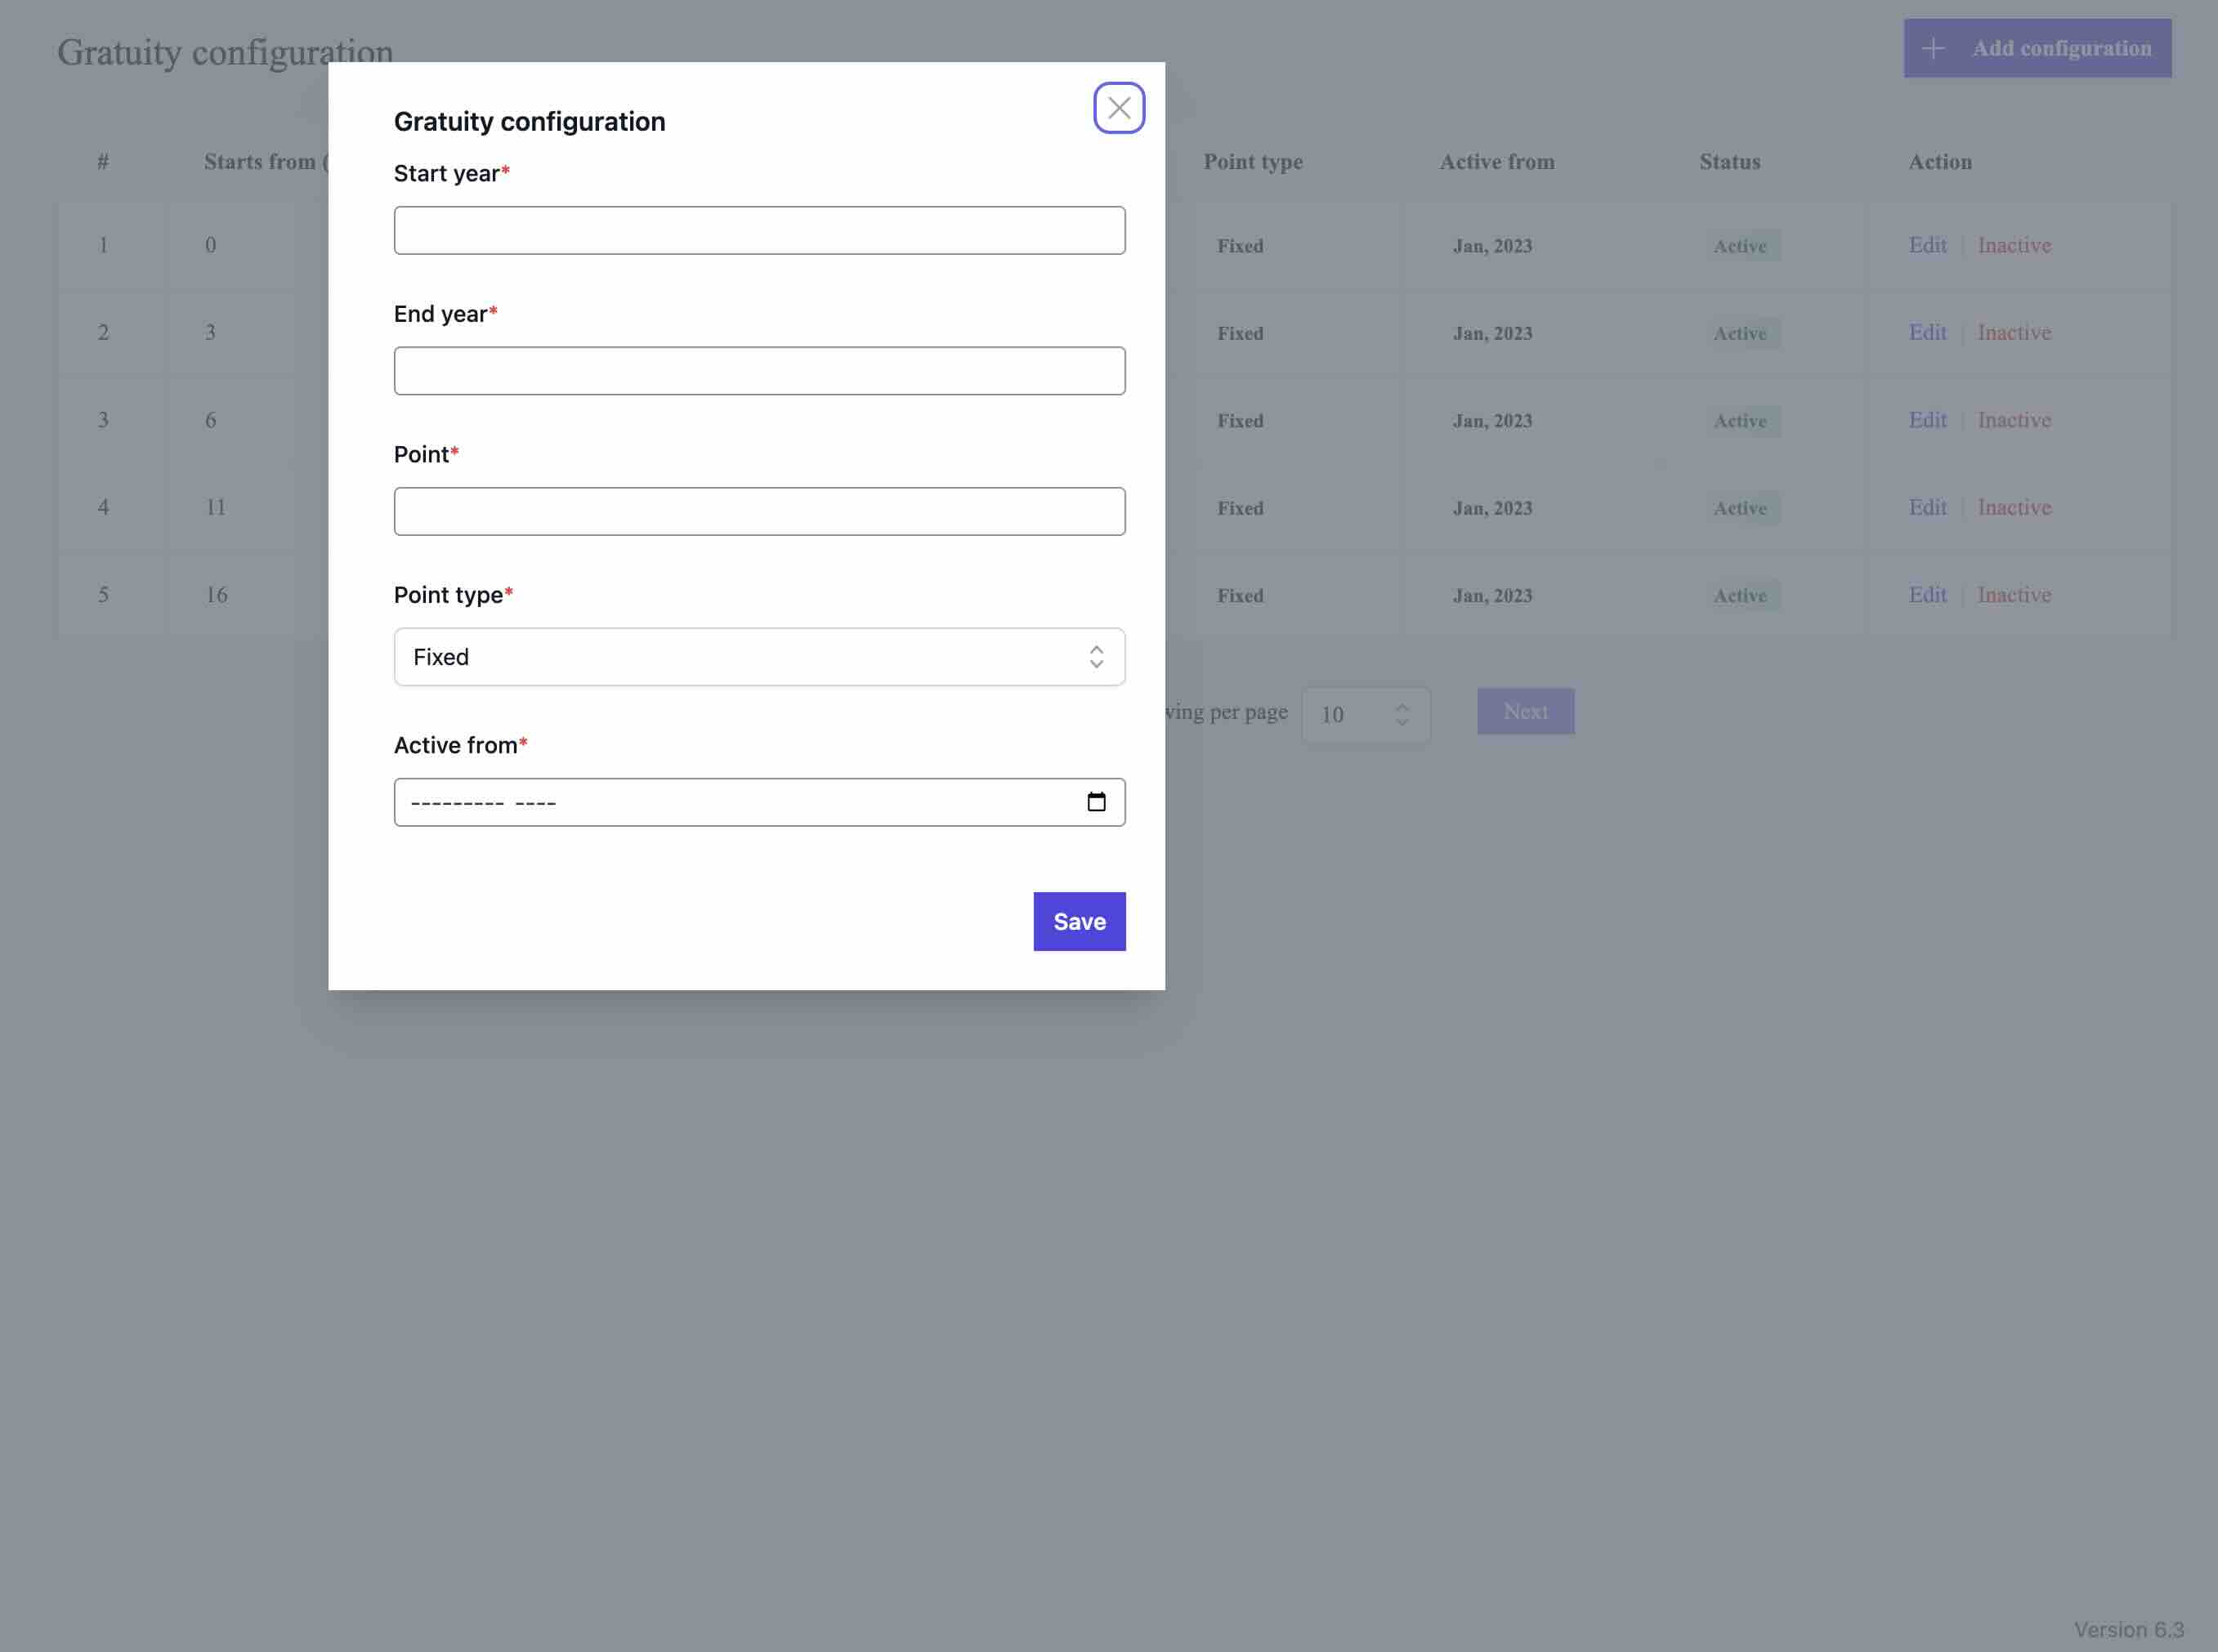 Gratuity configuration
+ Add configuration
Gratuity configuration
# Starts from ( Point type Active from Status Action
Start year*
1 0 Fixed Jan, 2023 Active Edit Inactive
End year*
2 3 Fixed Jan, 2023 Active Edit Inactive
3 6 Fixed Jan, 2023 Active Edit Inactive
Point*
4 11 Fixed Jan, 2023 Active Edit Inactive
5 16 Fixed Jan, 2023 Active Edit Inactive
Point type*
Fixed
ving per page 10 Next
Active from*
--------- ----
Save
Version 6.3